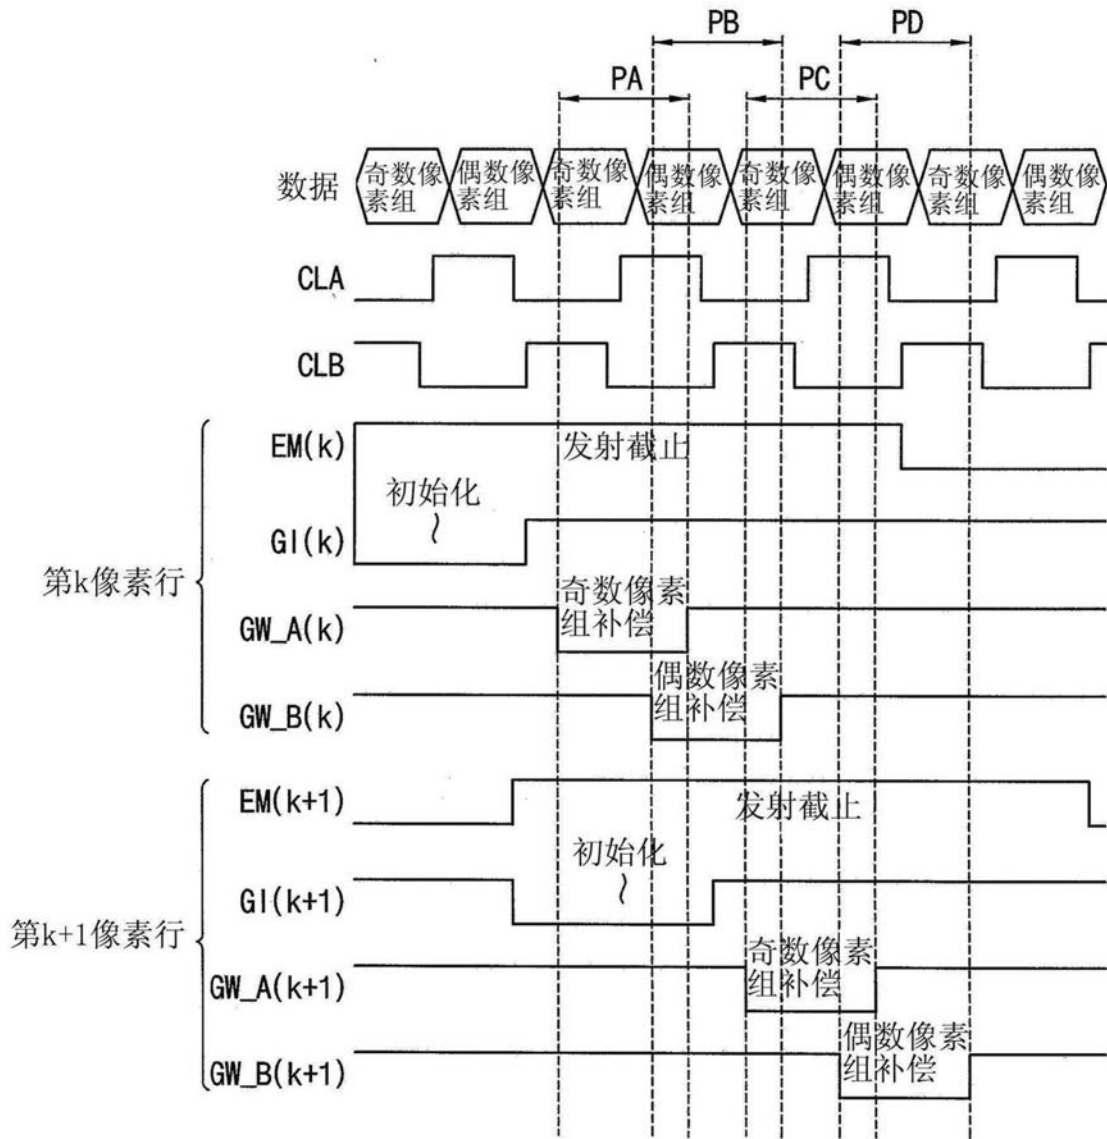 PB
PD
PA
PC
数据
奇数像
素组
偶数像
素组
奇数像
素组
偶数像
素组
奇数像
素组
偶数像
素组
奇数像
素组
偶数像
素组
CLA
CLB
第k像素行
EM(k)
发射截止
初始化
GI(k)
奇数像素
组补偿
GW_A(k)
偶数像素
组补偿
GW_B(k)
第k+1像素行
EM(k+1)
发射截止
初始化
GI(k+1)
奇数像素
组补偿
GW_A(k+1)
偶数像素
组补偿
GW_B(k+1)